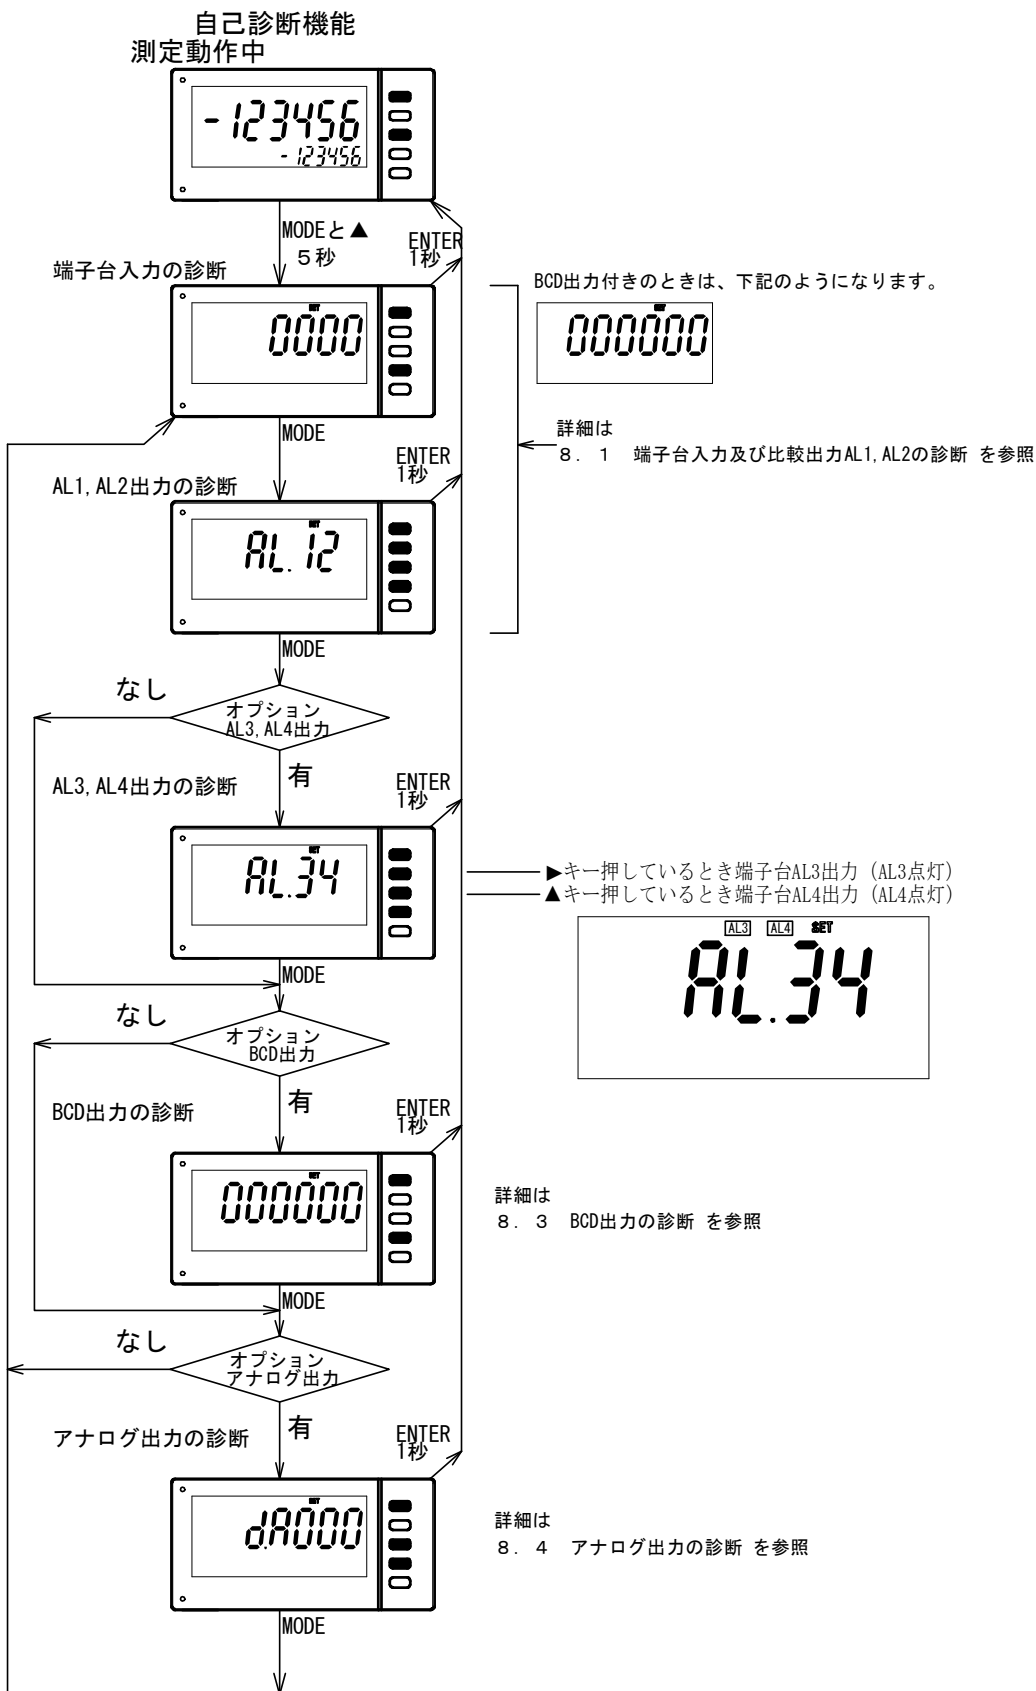 自己診断機能
測定動作中
-123456
-123456
MODEと▲
５秒
ENTER
1秒
端子台入力の診断
BCD出力付きのときは、下記のようになります。
SET
0000
SET
000000
MODE
詳細は
８．１　端子台入力及び比較出力AL1,AL2の診断 を参照
ENTER
1秒
AL1,AL2出力の診断
SET
AL.12
MODE
なし
オプション
AL3,AL4出力
有
AL3,AL4出力の診断
ENTER
1秒
SET
AL.34
▶キー押しているとき端子台AL3出力（AL3点灯）
▲キー押しているとき端子台AL4出力（AL4点灯）
AL3 AL4 SET
AL.34
MODE
なし
オプション
BCD出力
有
BCD出力の診断
ENTER
1秒
SET
000000
詳細は
８．３　BCD出力の診断 を参照
MODE
なし
オプション
アナログ出力
有
アナログ出力の診断
ENTER
1秒
SET
d.A000
詳細は
８．４　アナログ出力の診断 を参照
MODE